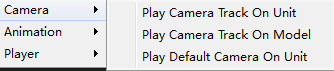 Camera
Animation
Player
Play Camera Track On Unit
Play Camera Track On Model
Play Default Camera On Unit